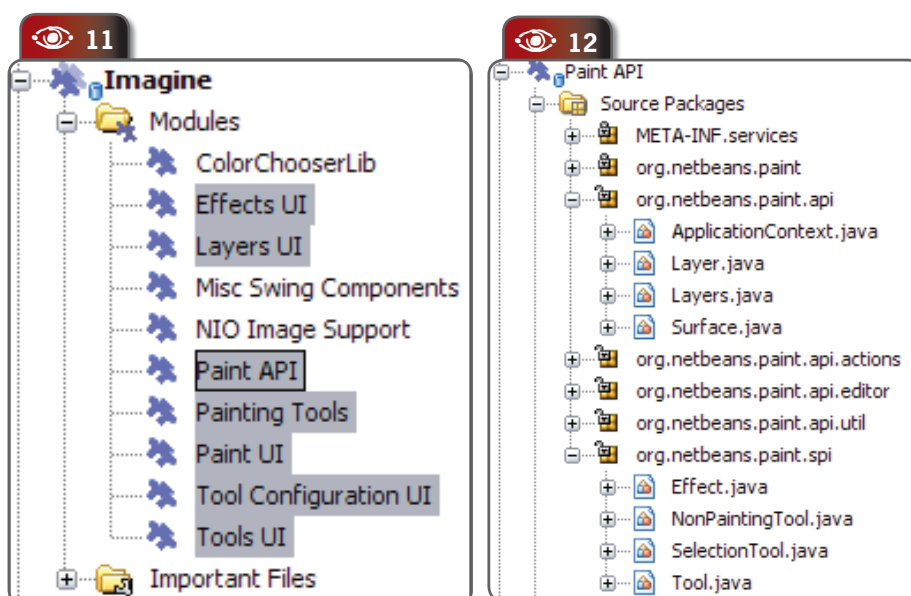 11
Imagine
Modules
ColorChooserLib
Effects UI
Layers UI
Misc Swing Components
NIO Image Support
Paint API
Painting Tools
Paint UI
Tool Configuration UI
Tools UI
Important Files
12
Paint API
Source Packages
META-INF.services
org.netbeans.paint
org.netbeans.paint.api
ApplicationContext.java
Layer.java
Layers.java
Surface.java
org.netbeans.paint.api.actions
org.netbeans.paint.api.editor
org.netbeans.paint.api.util
org.netbeans.paint.spi
Effect.java
NonPaintingTool.java
SelectionTool.java
Tool.java